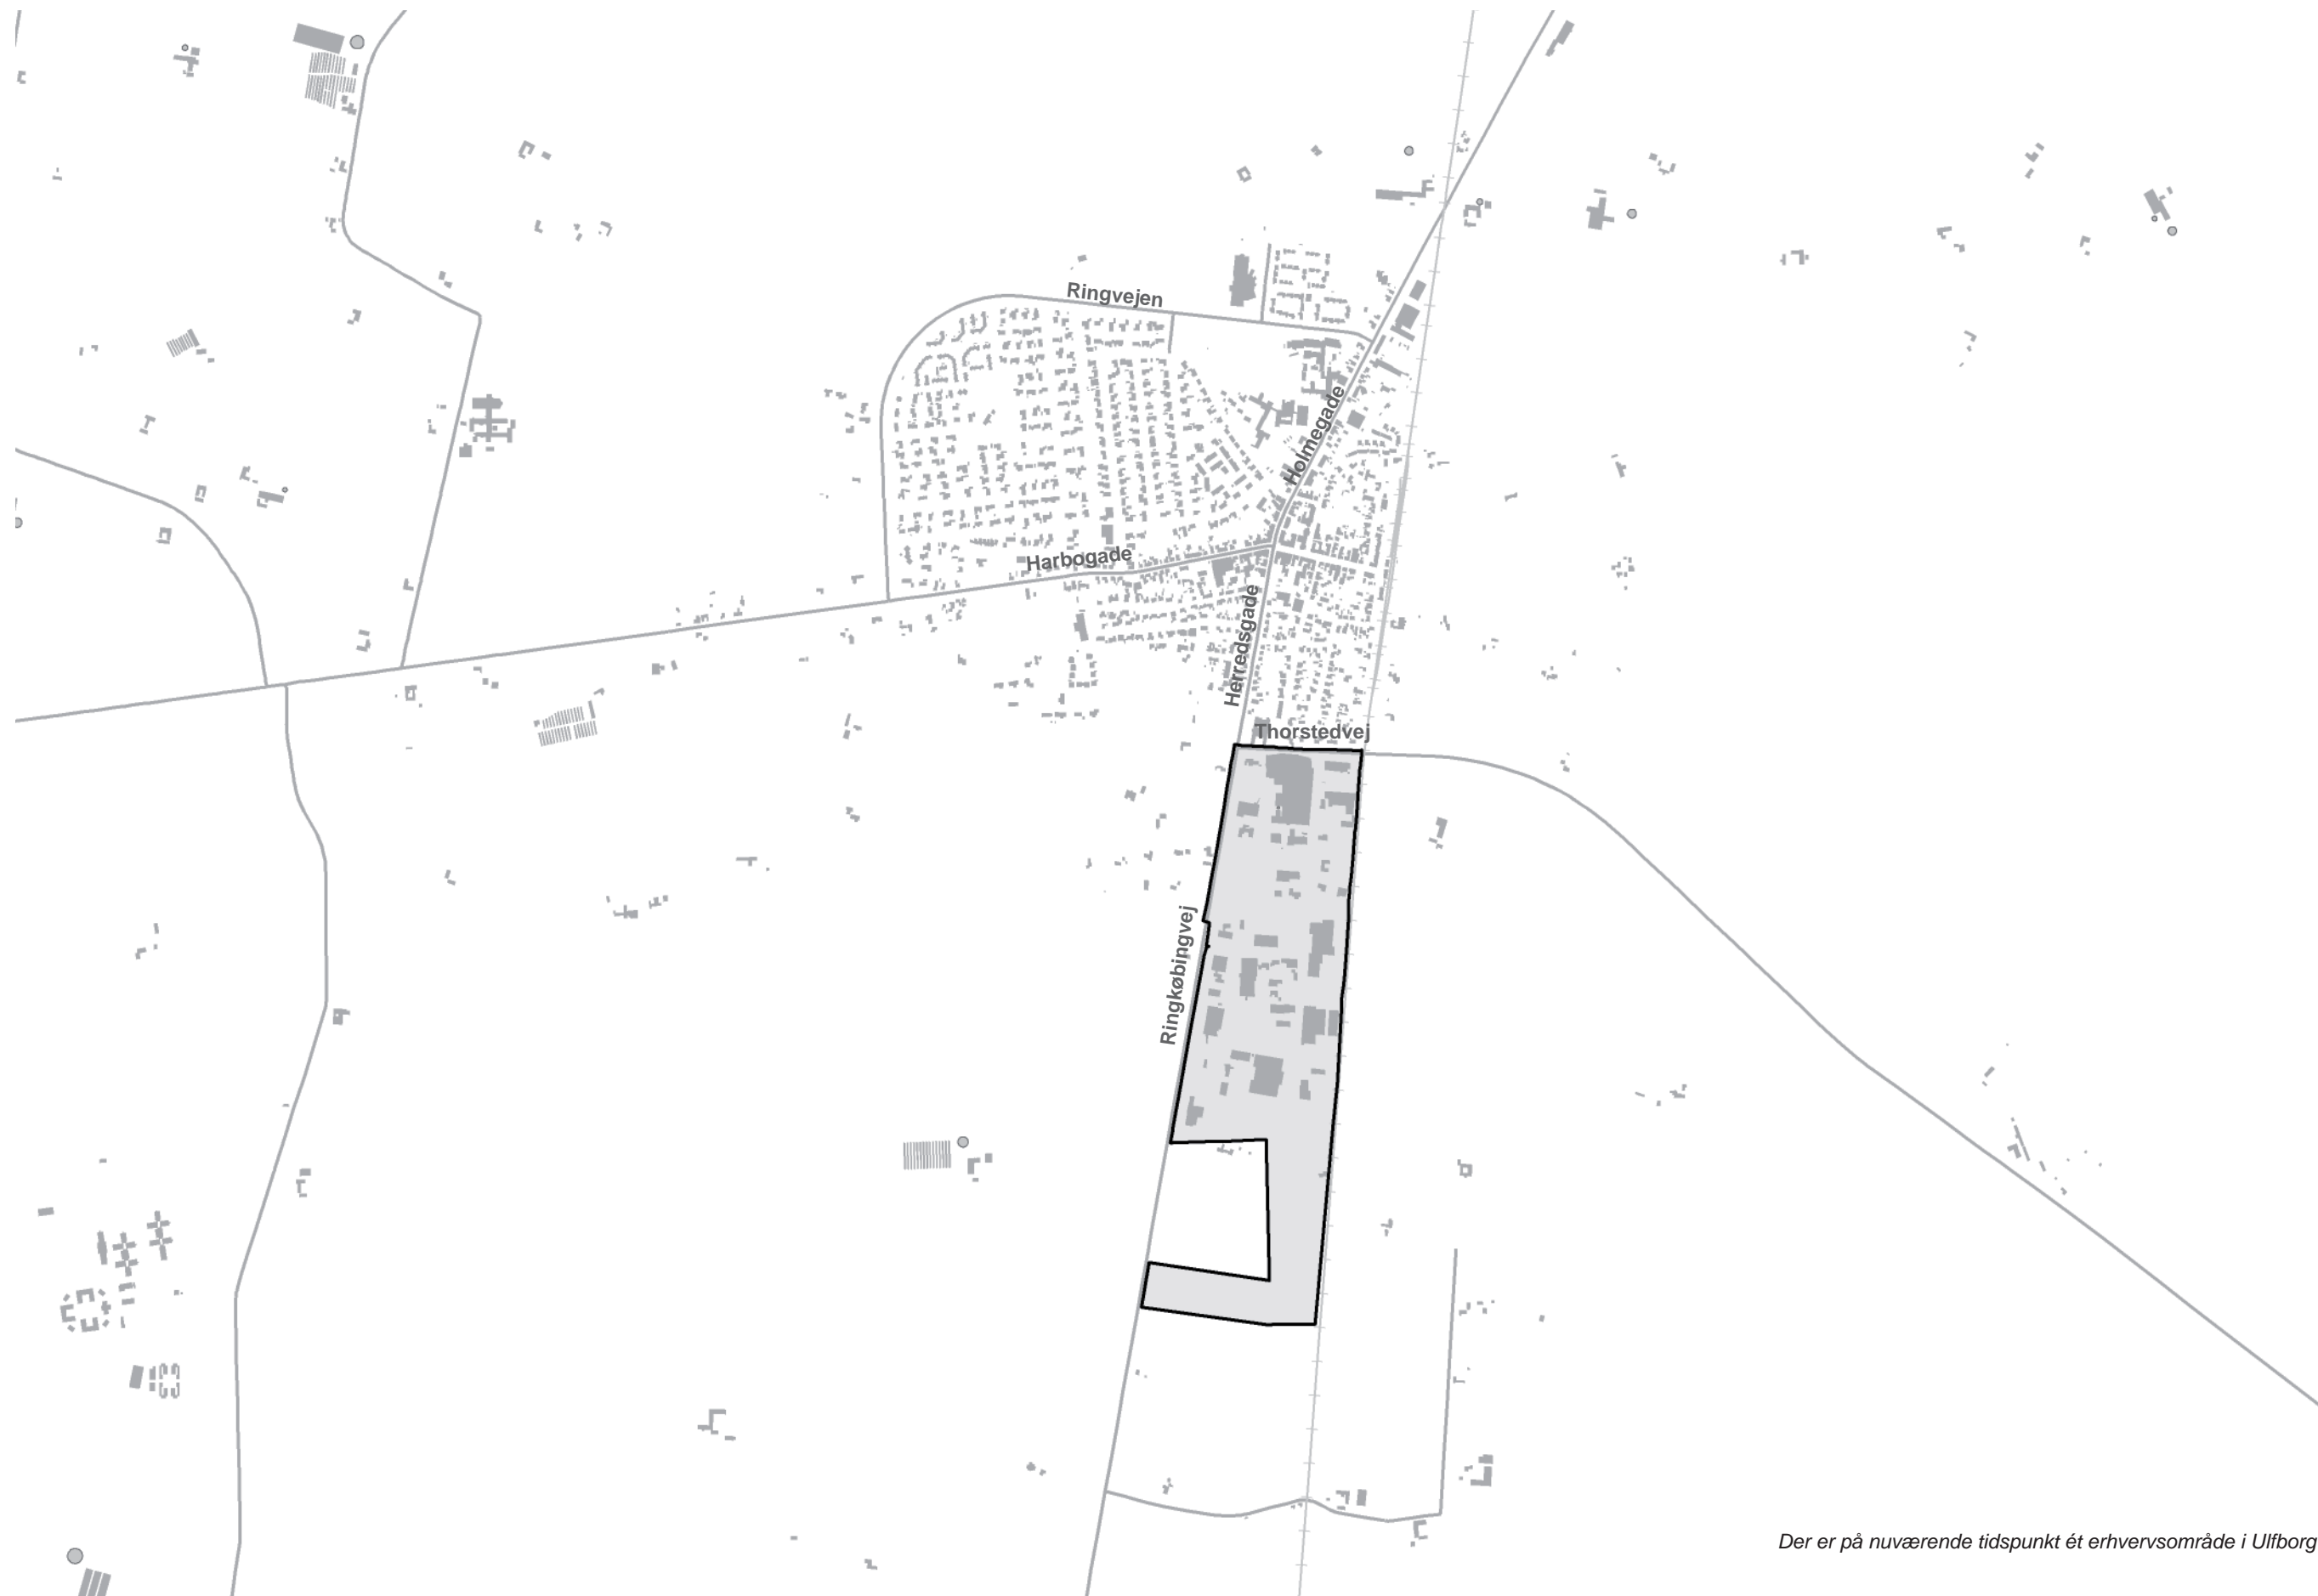 Ringvejen
Holmegade
Harbogade
Herredsgade
Thorstedvej
Ringkøbingvej
Der er på nuværende tidspunkt ét erhvervsområde i Ulfborg